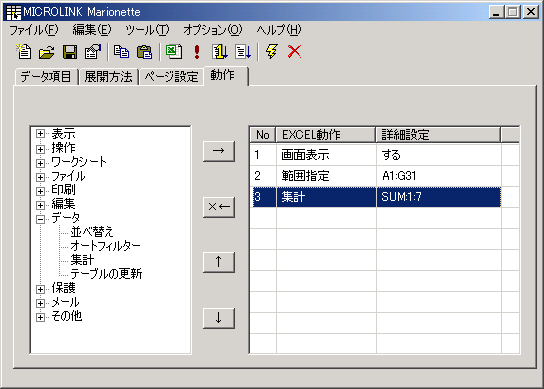 MICROLINK Marionette
ファイル(F) 編集(E) ツール(T) オプション(O) ヘルプ(H)
データ項目 展開方法 ページ設定 動作
表示
操作
ワークシート
ファイル
印刷
編集
データ
並べ替え
オートフィルター
集計
テーブルの更新
保護
メール
その他
→
×←
↑
↓
No EXCEL動作 詳細設定
1 画面表示 する
2 範囲指定 A1:G31
3 集計 SUM:1:7